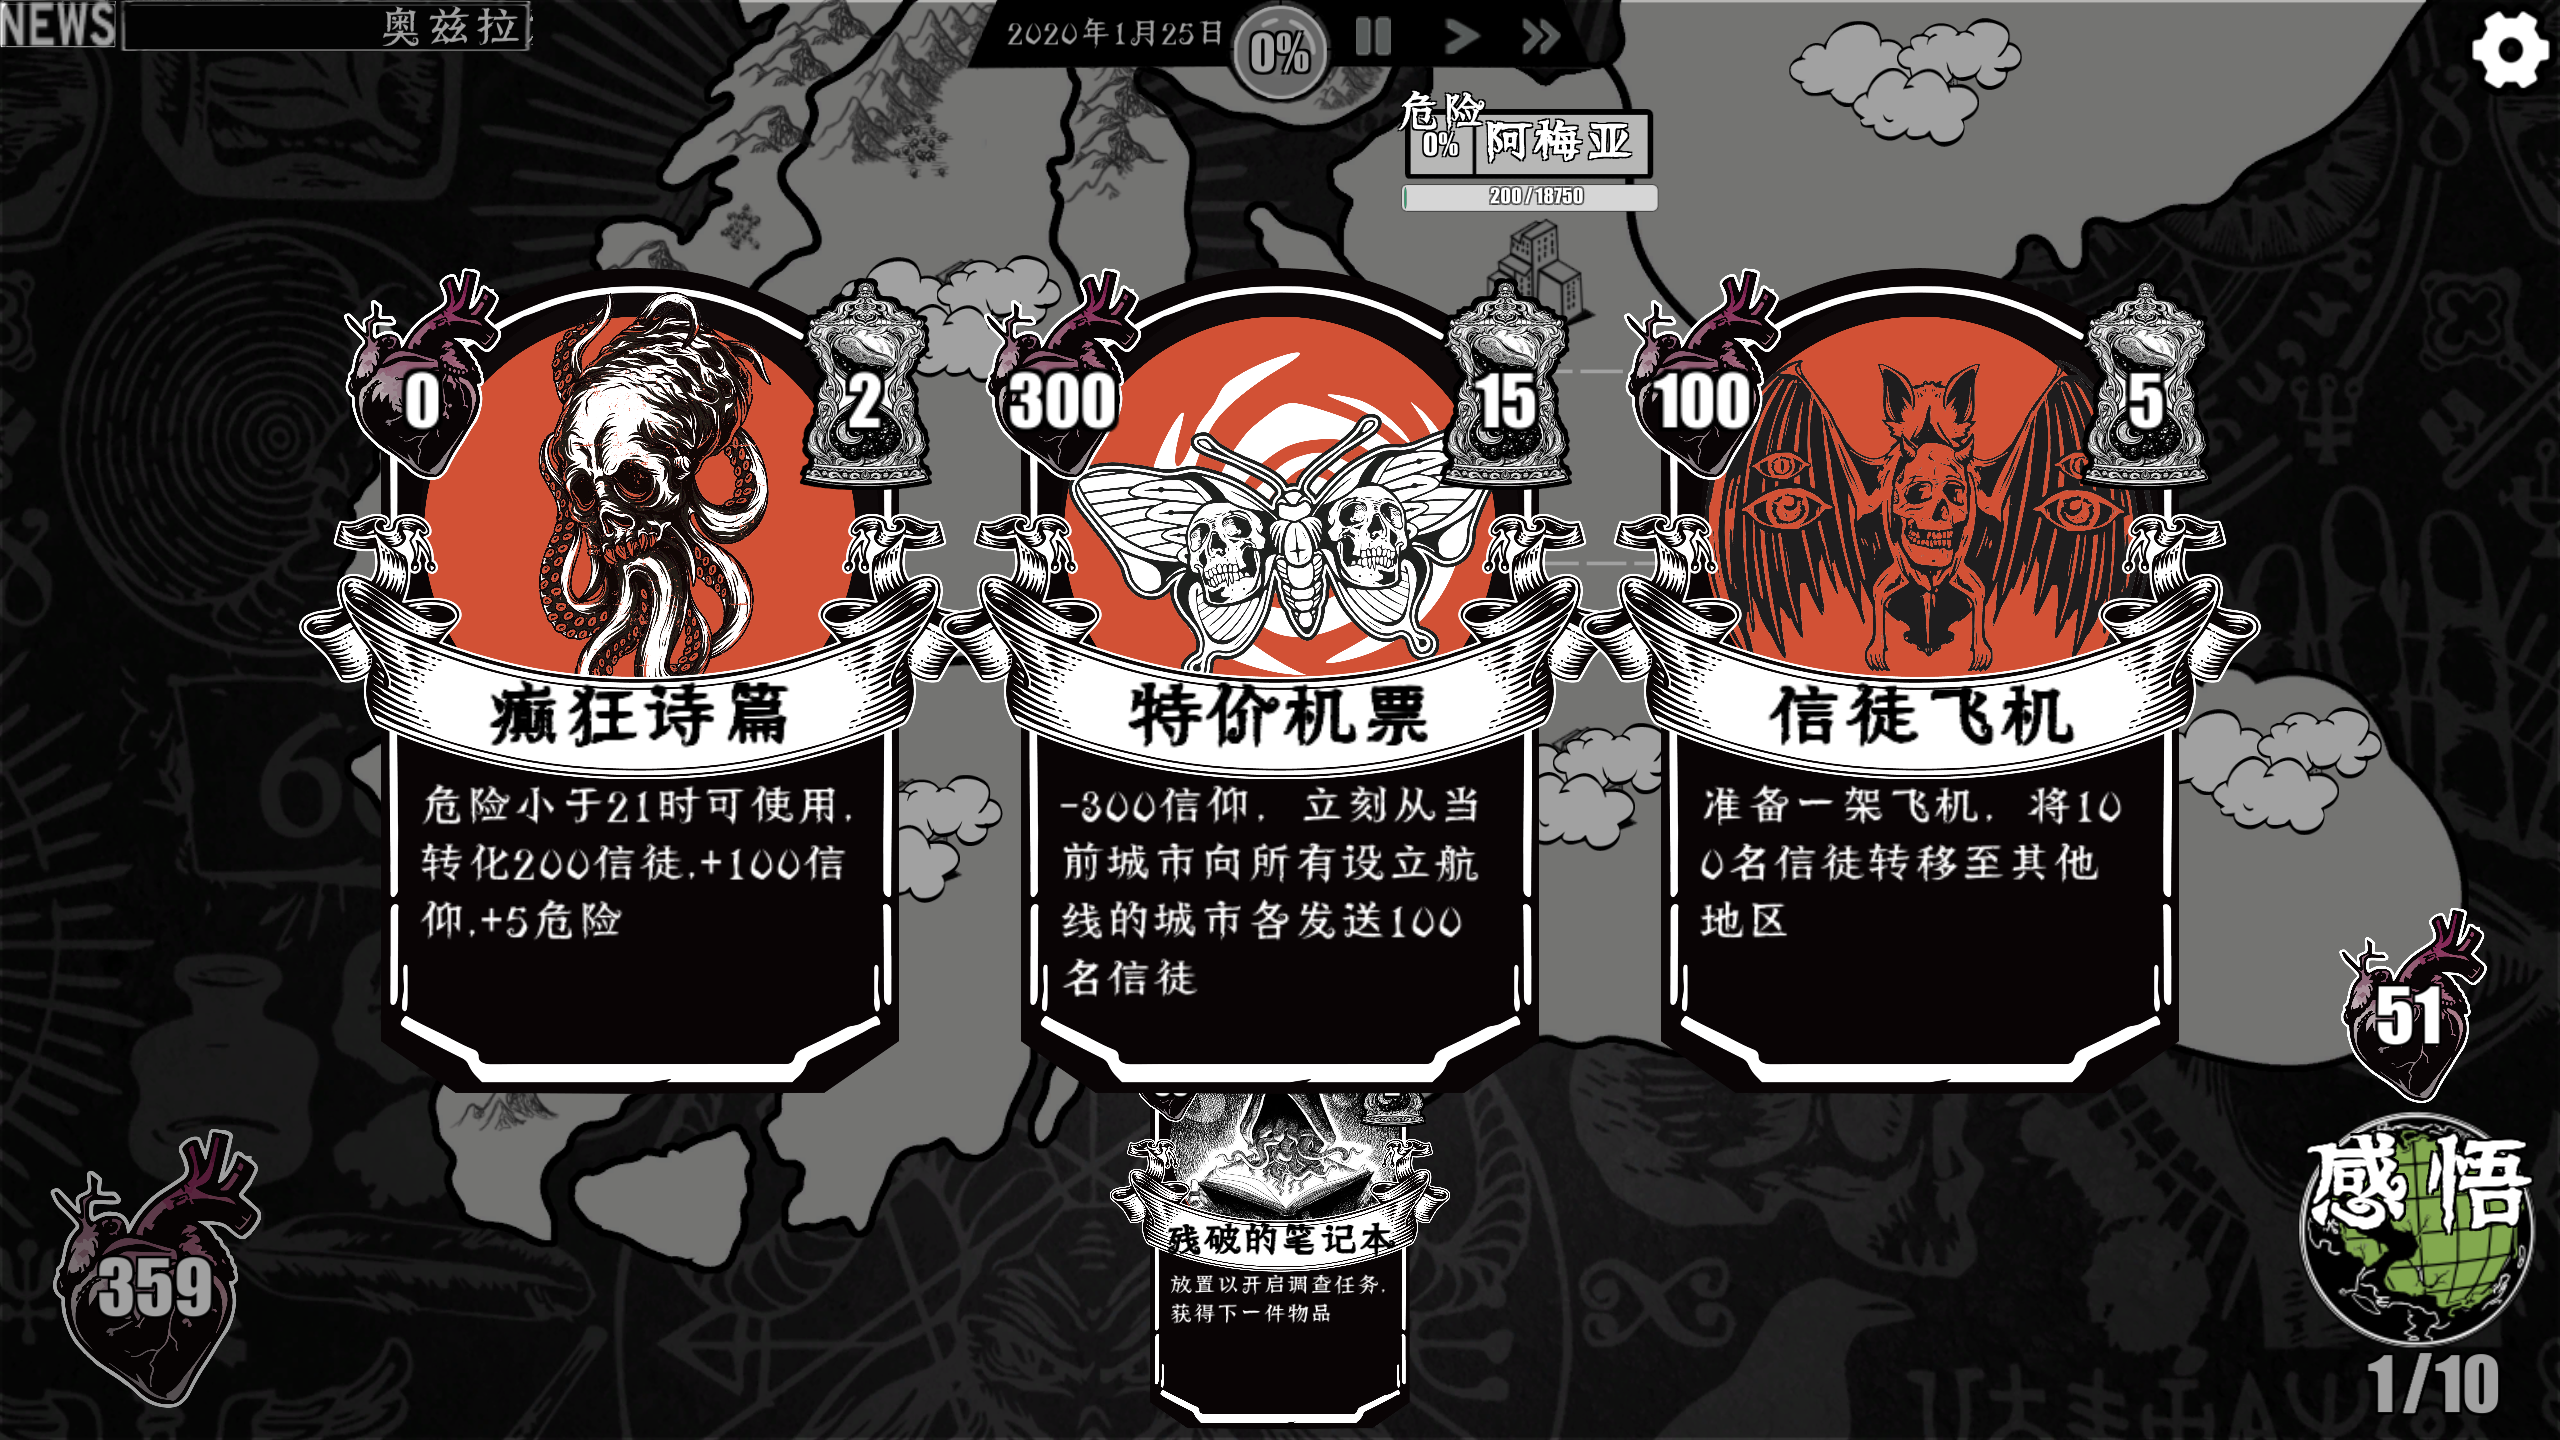 NEWS
奥兹拉
2020年1月25日
0%
危险
0%
阿梅亚
200/18750
0
2
癫狂诗篇
危险小于21时可使用,
转化200信徒,+100信
仰,+5危险
300
15
特价机票
-300信仰, 立刻从当
前城市向所有设立航
线的城市各发送100
名信徒
100
5
信徒飞机
准备一架飞机, 将10
0名信徒转移至其他
地区
残破的笔记本
放置以开启调查任务,
获得下一件物品
359
51
感悟
1/10